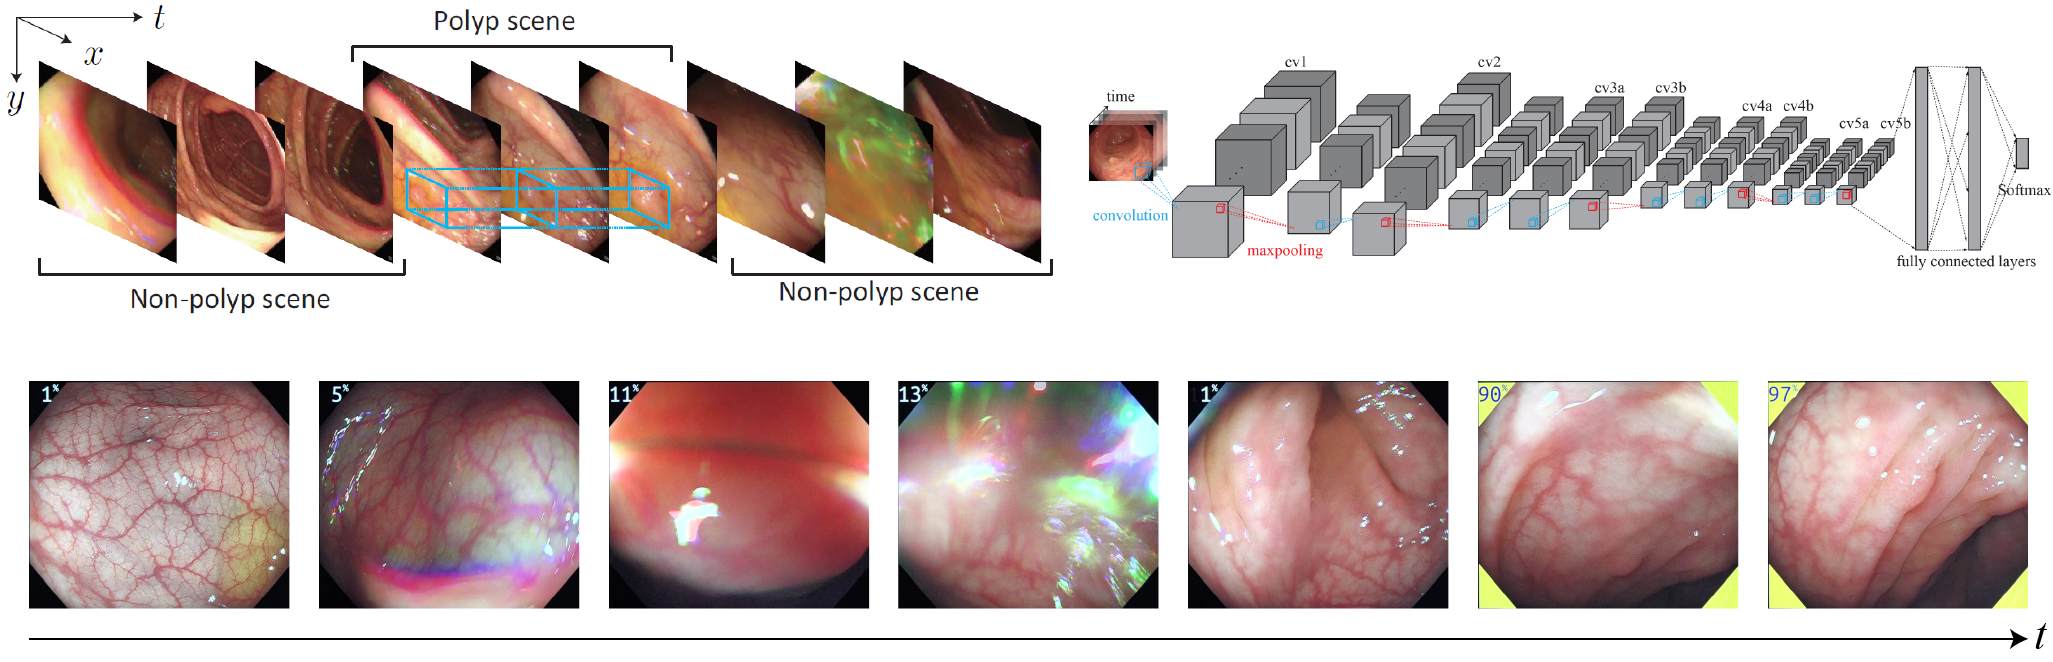 t
x
y
Polyp scene
Non-polyp scene
Non-polyp scene
time
convolution
maxpooling
cv1
cv2
cv3a
cv3b
cv4a
cv4b
cv5a
cv5b
Softmax
fully connected layers
1%
5%
11%
13%
1%
90%
97%
t